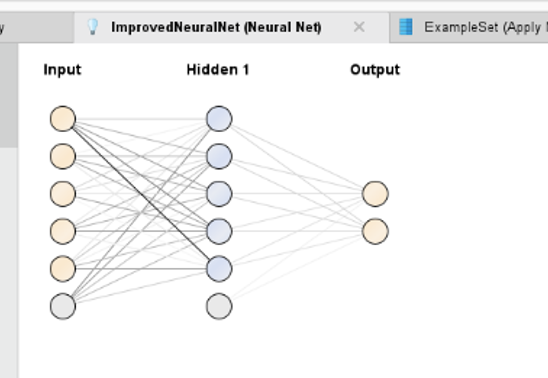 y
ImprovedNeuralNet (Neural Net)
ExampleSet (Apply
Input
Hidden 1
Output